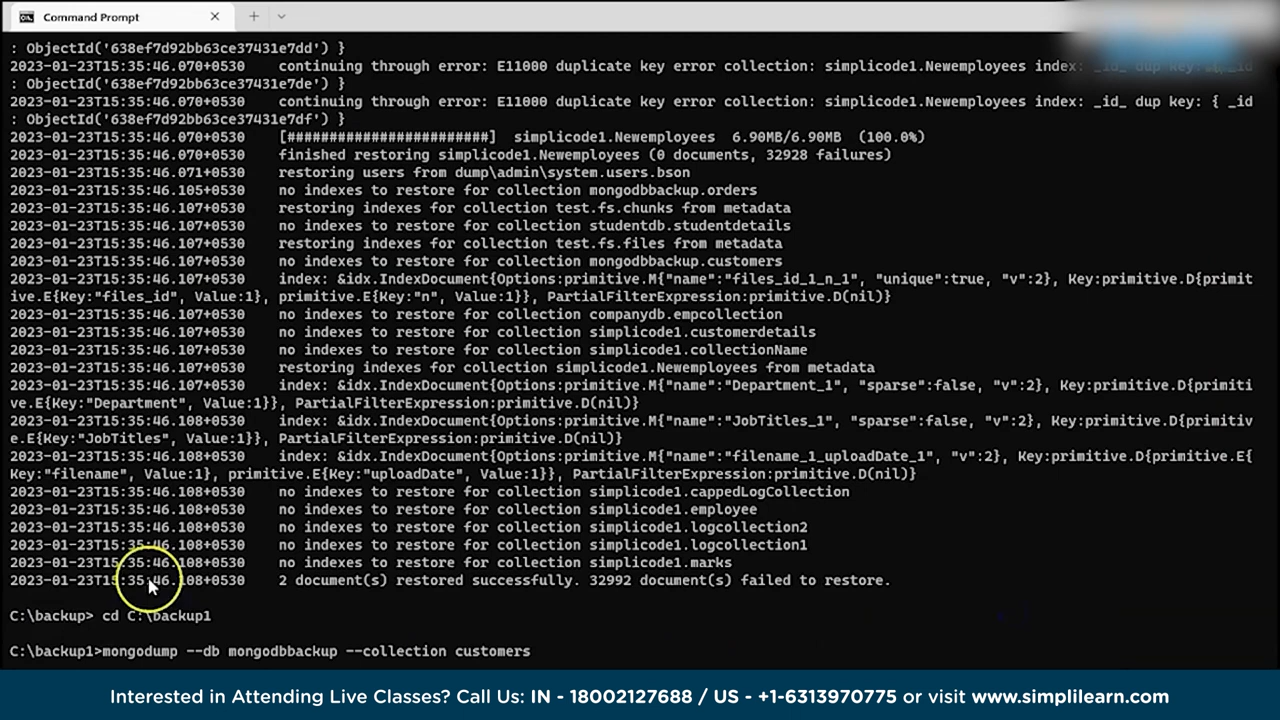 Command Prompt
: ObjectId('638ef7d92bb63ce37431e7dd') }
2023-01-23T15:35:46.070+0530 continuing through error: E11000 duplicate key error collection: simplicode1.Newemployees index: _id_ dup key: { _id
: ObjectId('638ef7d92bb63ce37431e7de') }
2023-01-23T15:35:46.070+0530 continuing through error: E11000 duplicate key error collection: simplicode1.Newemployees index: _id_ dup key: { _id
: ObjectId('638ef7d92bb63ce37431e7df') }
2023-01-23T15:35:46.070+0530 [########################] simplicode1.Newemployees 6.90MB/6.90MB (100.0%)
2023-01-23T15:35:46.070+0530 finished restoring simplicode1.Newemployees (0 documents, 32928 failures)
2023-01-23T15:35:46.071+0530 restoring users from dump\admin\system.users.bson
2023-01-23T15:35:46.105+0530 no indexes to restore for collection mongodbbackup.orders
2023-01-23T15:35:46.107+0530 restoring indexes for collection test.fs.chunks from metadata
2023-01-23T15:35:46.107+0530 no indexes to restore for collection studentdb.studentdetails
2023-01-23T15:35:46.107+0530 restoring indexes for collection test.fs.files from metadata
2023-01-23T15:35:46.107+0530 no indexes to restore for collection mongodbbackup.customers
2023-01-23T15:35:46.107+0530 index: &idx.IndexDocument{Options:primitive.M{"name":"files_id_1_n_1", "unique":true, "v":2}, Key:primitive.D{primit
ive.E{Key:"files_id", Value:1}, primitive.E{Key:"n", Value:1}}, PartialFilterExpression:primitive.D(nil)}
2023-01-23T15:35:46.107+0530 no indexes to restore for collection companydb.empcollection
2023-01-23T15:35:46.107+0530 no indexes to restore for collection simplicode1.customerdetails
2023-01-23T15:35:46.107+0530 no indexes to restore for collection simplicode1.collectionName
2023-01-23T15:35:46.107+0530 restoring indexes for collection simplicode1.Newemployees from metadata
2023-01-23T15:35:46.107+0530 index: &idx.IndexDocument{Options:primitive.M{"name":"Department_1", "sparse":false, "v":2}, Key:primitive.D{primiti
ve.E{Key:"Department", Value:1}}, PartialFilterExpression:primitive.D(nil)}
2023-01-23T15:35:46.108+0530 index: &idx.IndexDocument{Options:primitive.M{"name":"JobTitles_1", "sparse":false, "v":2}, Key:primitive.D{primitiv
e.E{Key:"JobTitles", Value:1}}, PartialFilterExpression:primitive.D(nil)}
2023-01-23T15:35:46.108+0530 index: &idx.IndexDocument{Options:primitive.M{"name":"filename_1_uploadDate_1", "v":2}, Key:primitive.D{primitive.E{
Key:"filename", Value:1}, primitive.E{Key:"uploadDate", Value:1}}, PartialFilterExpression:primitive.D(nil)}
2023-01-23T15:35:46.108+0530 no indexes to restore for collection simplicode1.cappedLogCollection
2023-01-23T15:35:46.108+0530 no indexes to restore for collection simplicode1.employee
2023-01-23T15:35:46.108+0530 no indexes to restore for collection simplicode1.logcollection2
2023-01-23T15:35:46.108+0530 no indexes to restore for collection simplicode1.logcollection1
2023-01-23T15:35:46.108+0530 no indexes to restore for collection simplicode1.marks
2023-01-23T15:35:46.108+0530 2 document(s) restored successfully. 32992 document(s) failed to restore.
C:\backup> cd C:\backup1
C:\backup1>mongodump --db mongodbbackup --collection customers
Interested in Attending Live Classes? Call Us: IN - 18002127688 / US - +1-6313970775 or visit www.simplilearn.com